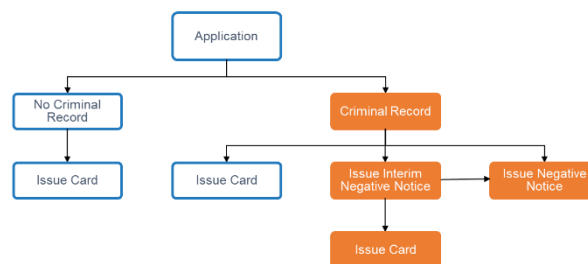 Application
No Criminal
Record
Criminal Record
Issue Card
Issue Card
Issue Interim
Negative Notice
Issue Negative
Notice
Issue Card